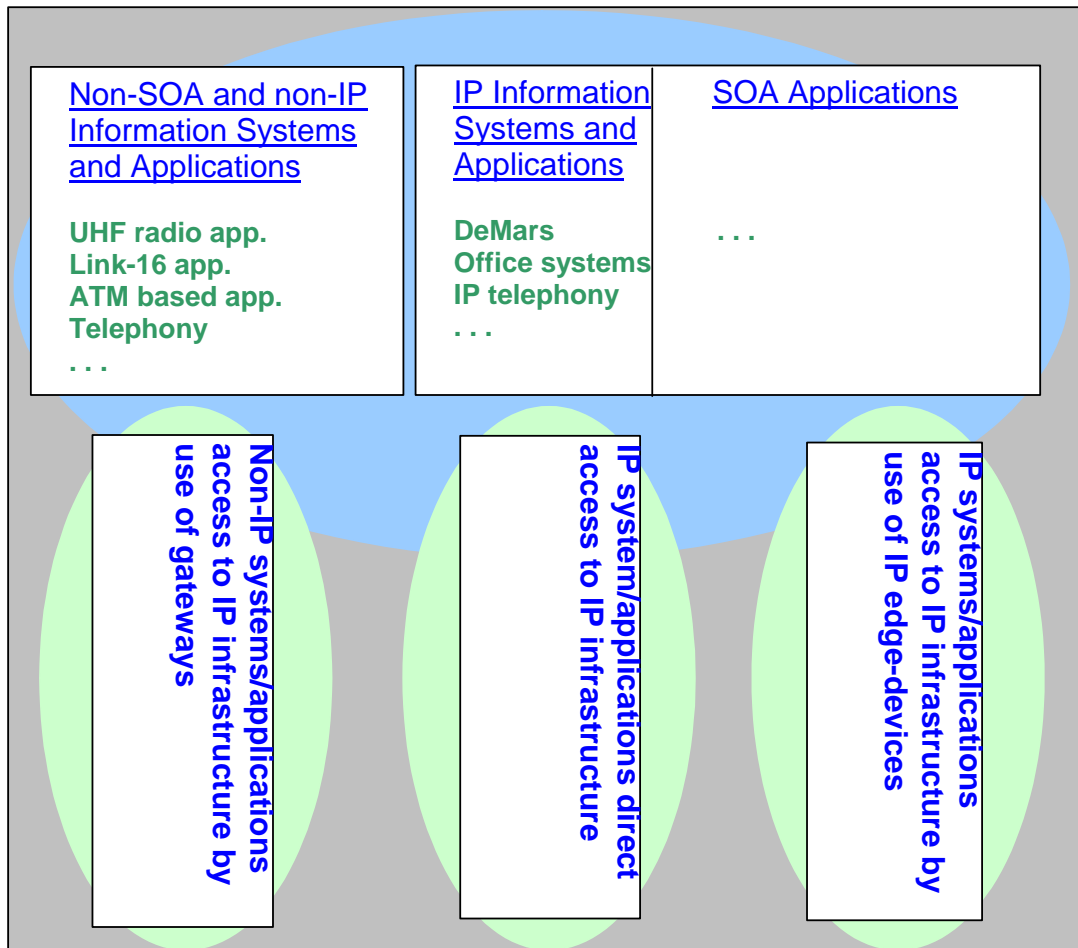 Non-SOA and non-IP
Information Systems
and Applications
UHF radio app.
Link-16 app.
ATM based app.
Telephony
. . .
IP Information
Systems and
Applications
DeMars
Office systems
IP telephony
. . .
SOA Applications
. . .
Non-IP systems/applications
access to IP infrastructure by
use of gateways
IP system/applications direct
access to IP infrastructure
IP systems/applications
access to IP infrastructure by
use of IP edge-devices